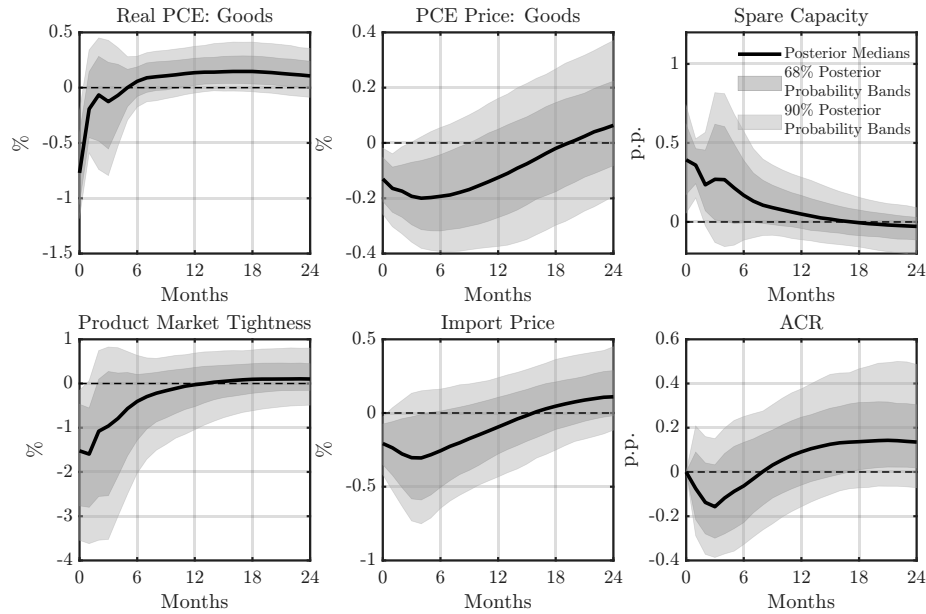 Real PCE: Goods
0.5
0
-0.5
-1
-1.5
%
0 6 12 18 24
Months
PCE Price: Goods
0.4
0.2
0
-0.2
-0.4
%
0 6 12 18 24
Months
Spare Capacity
1
0.5
0
p.p.
Posterior Medians
68% Posterior
Probability Bands
90% Posterior
Probability Bands
0 6 12 18 24
Months
Product Market Tightness
1
0
-1
-2
-3
-4
%
0 6 12 18 24
Months
Import Price
0.5
0
-0.5
-1
%
0 6 12 18 24
Months
ACR
0.6
0.4
0.2
0
-0.2
-0.4
p.p.
0 6 12 18 24
Months